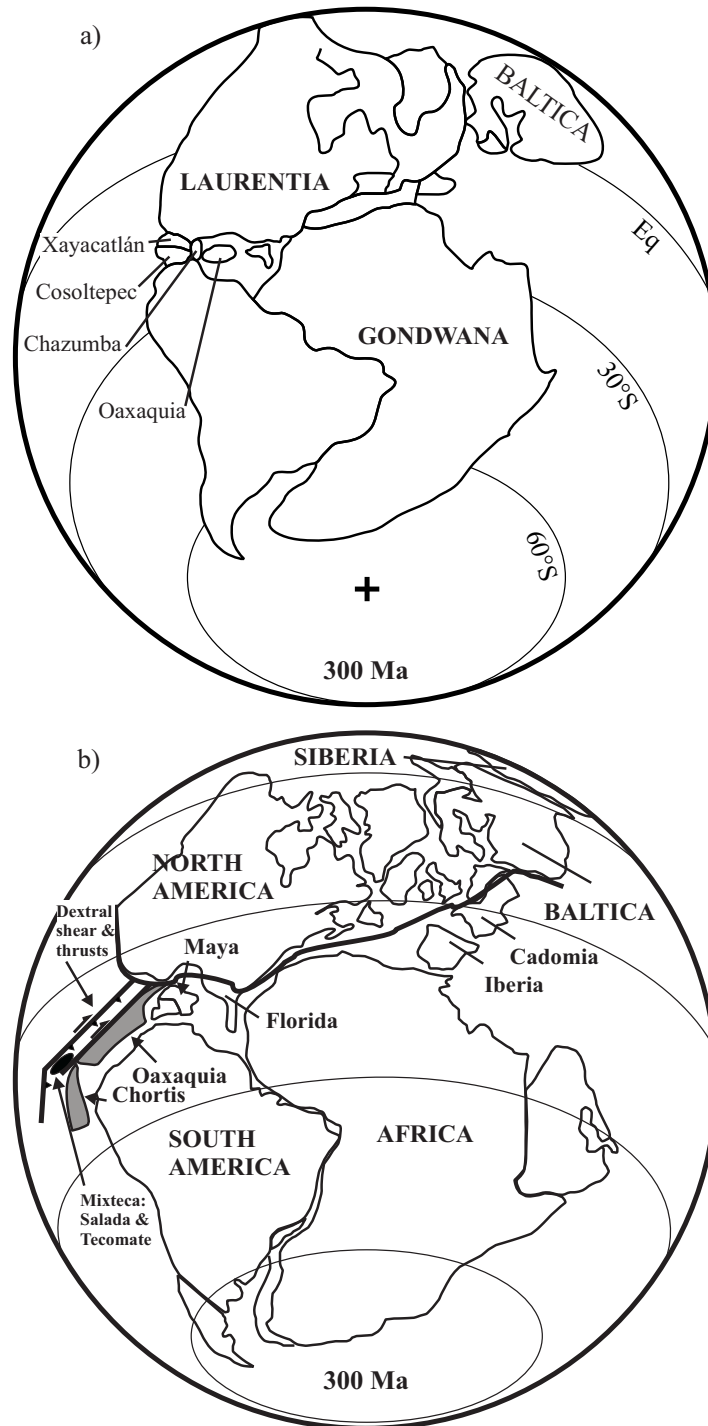 a)
BALTICA
LAURENTIA
Eq
Xayacatlán
Cosoltepec
Chazumba
GONDWANA
30°S
Oaxaquia
60°S
+
300 Ma
b)
SIBERIA
NORTH
AMERICA
Dextral
shear &
thrusts
BALTICA
Maya
Cadomia
Iberia
Florida
Oaxaquia
Chortis
SOUTH
AMERICA
AFRICA
Mixteca:
Salada &
Tecomate
300 Ma